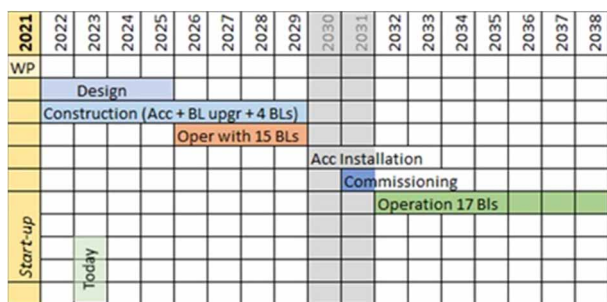 2021 2022 2023 2024 2025 2026 2027 2028 2029 2030 2031 2032 2033 2034 2035 2036 2037 2038
WP
Design
Construction (Acc + BL upgr + 4 BLs)
Oper with 15 BLs
Acc Installation
Commissioning
Operation 17 Bls
Start-up
Today